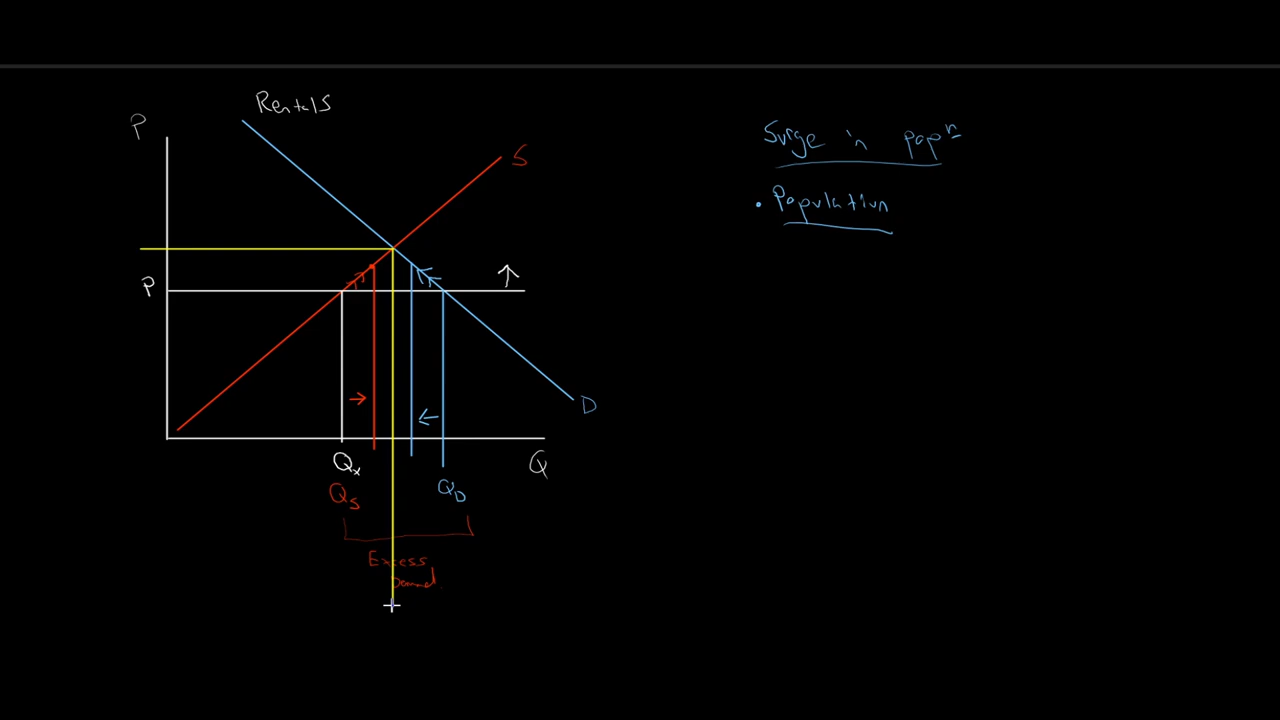 Rentals
P
S
P
D
Q
Qx
QS
QD
Excess
Demand
Surge in popn
• Population